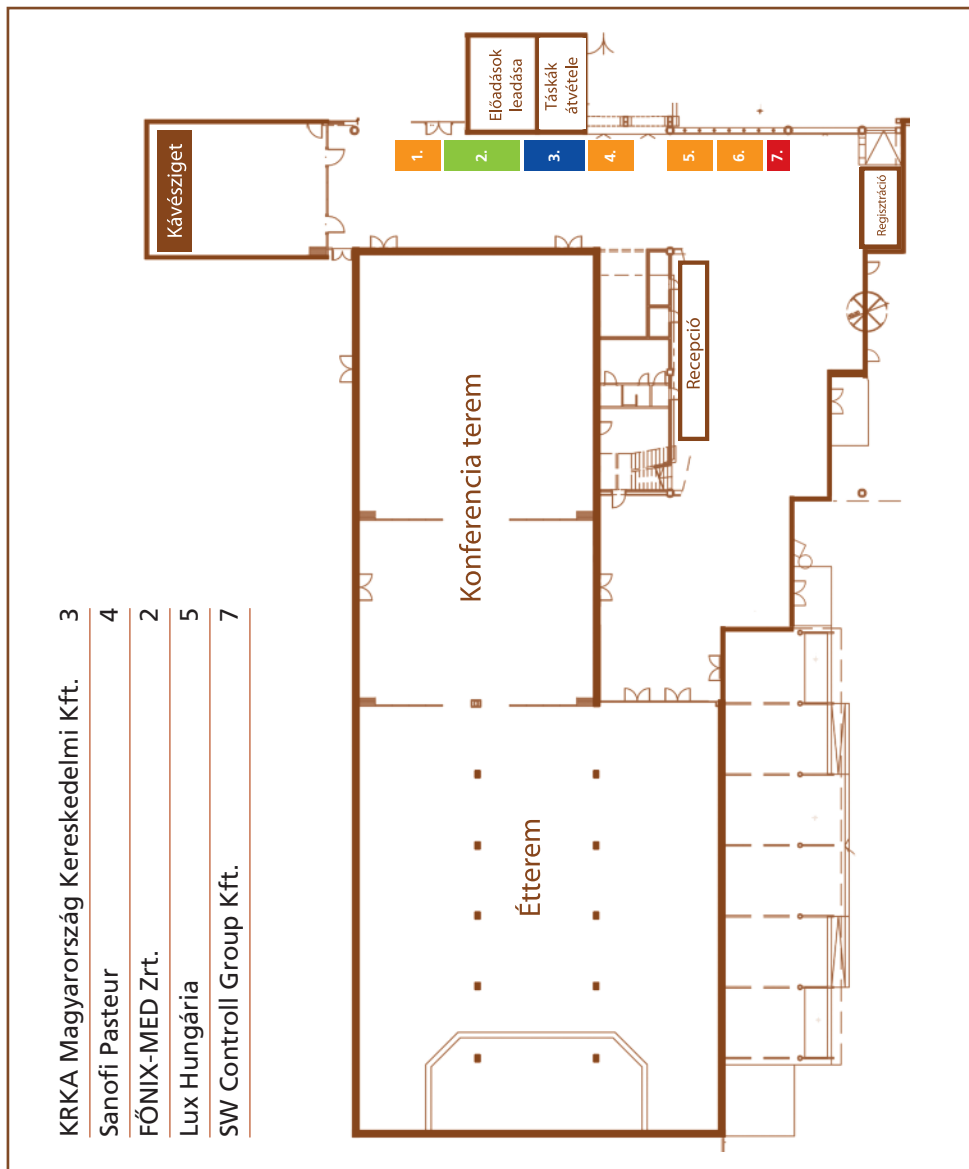 KRKA Magyarország Kereskedelmi Kft. 3
Sanofi Pasteur 4
FŐNIX-MED Zrt. 2
Lux Hungária 5
SW Controll Group Kft. 7
Kávésziget
Előadások
leadása
Táskák
átvétele
1.
2.
3.
4.
5.
6.
7.
Regisztráció
Recepció
Konferencia terem
Étterem